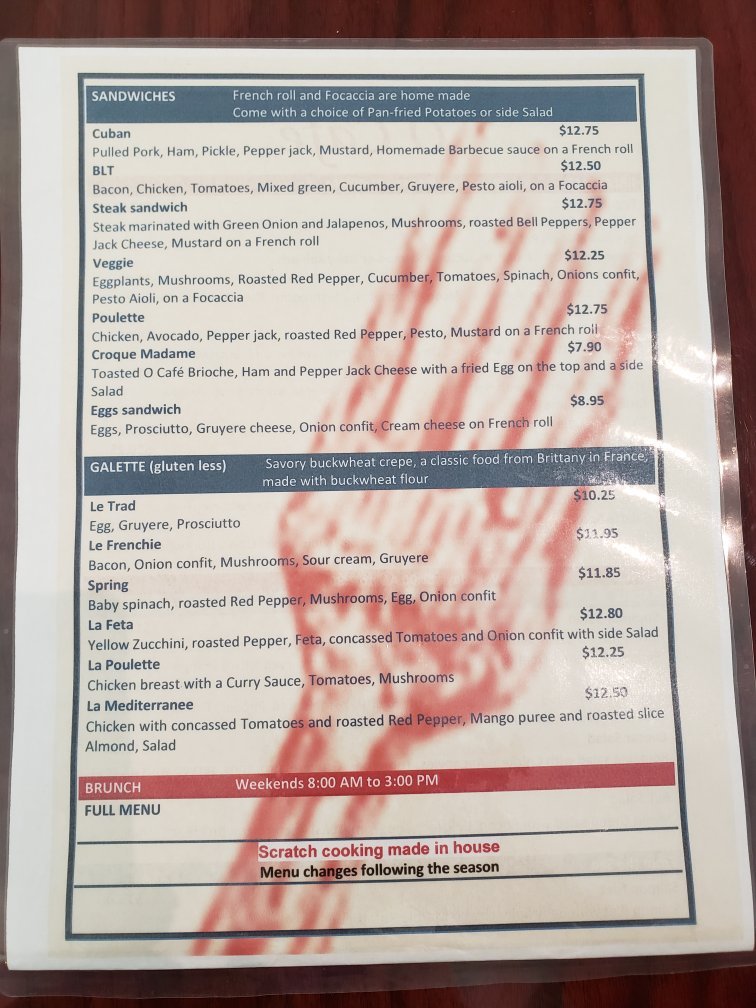 SANDWICHES French roll and Focaccia are home made
Come with a choice of Pan-fried Potatoes or side Salad
Cuban $12.75
Pulled Pork, Ham, Pickle, Pepper jack, Mustard, Homemade Barbecue sauce on a French roll
BLT $12.50
Bacon, Chicken, Tomatoes, Mixed green, Cucumber, Gruyere, Pesto aioli, on a Focaccia
Steak sandwich $12.75
Steak marinated with Green Onion and Jalapenos, Mushrooms, roasted Bell Peppers, Pepper
Jack Cheese, Mustard on a French roll
Veggie $12.25
Eggplants, Mushrooms, Roasted Red Pepper, Cucumber, Tomatoes, Spinach, Onions confit,
Pesto Aioli, on a Focaccia
Poulette $12.75
Chicken, Avocado, Pepper jack, roasted Red Pepper, Pesto, Mustard on a French roll
Croque Madame $7.90
Toasted O Café Brioche, Ham and Pepper Jack Cheese with a fried Egg on the top and a side
Salad
Eggs sandwich $8.95
Eggs, Prosciutto, Gruyere cheese, Onion confit, Cream cheese on French roll
GALETTE (gluten less) Savory buckwheat crepe, a classic food from Brittany in France,
made with buckwheat flour
Le Trad $10.25
Egg, Gruyere, Prosciutto
Le Frenchie $11.95
Bacon, Onion confit, Mushrooms, Sour cream, Gruyere
Spring $11.85
Baby spinach, roasted Red Pepper, Mushrooms, Egg, Onion confit
La Feta $12.80
Yellow Zucchini, roasted Pepper, Feta, concassed Tomatoes and Onion confit with side Salad
La Poulette $12.25
Chicken breast with a Curry Sauce, Tomatoes, Mushrooms
La Mediterranee $12.50
Chicken with concassed Tomatoes and roasted Red Pepper, Mango puree and roasted slice
Almond, Salad
BRUNCH Weekends 8:00 AM to 3:00 PM
FULL MENU
Scratch cooking made in house
Menu changes following the season